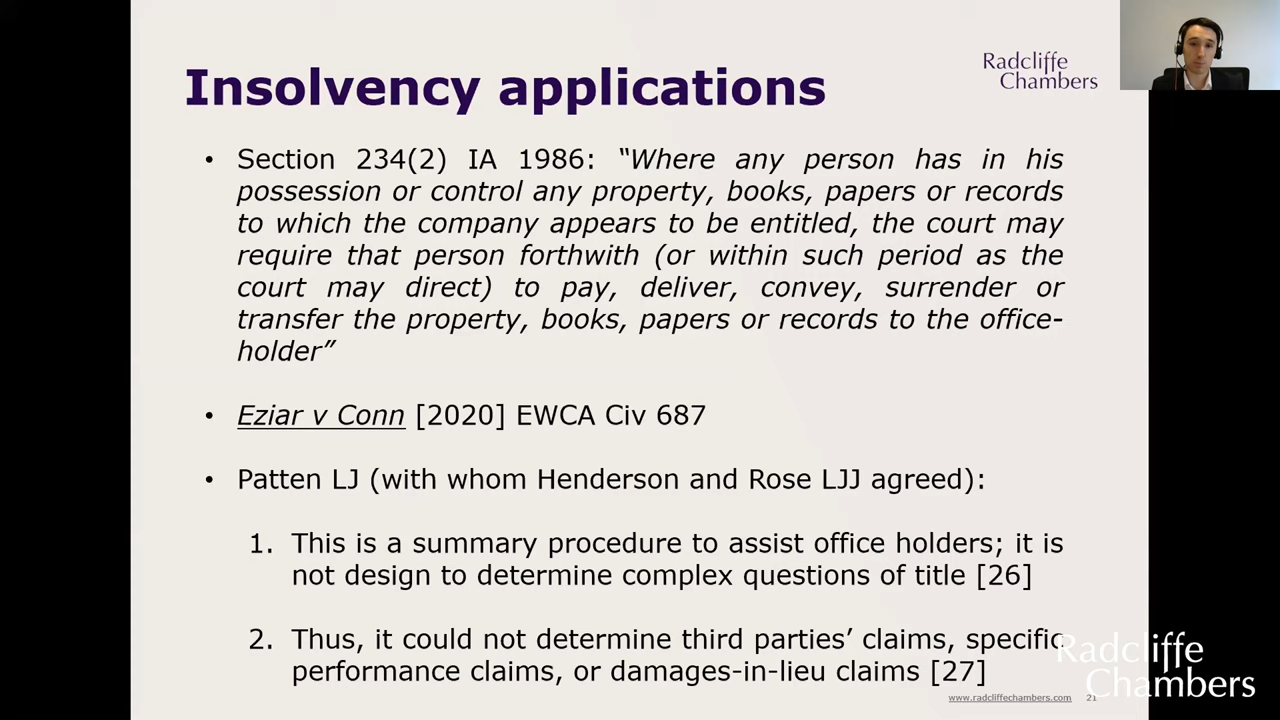 Insolvency applications
Radcliffe
Chambers
• Section 234(2) IA 1986: “Where any person has in his
possession or control any property, books, papers or records
to which the company appears to be entitled, the court may
require that person forthwith (or within such period as the
court may direct) to pay, deliver, convey, surrender or
transfer the property, books, papers or records to the office-
holder”
• Eziar v Conn [2020] EWCA Civ 687
• Patten LJ (with whom Henderson and Rose LJJ agreed):
1. This is a summary procedure to assist office holders; it is
not design to determine complex questions of title [26]
2. Thus, it could not determine third parties’ claims, specific
performance claims, or damages-in-lieu claims [27]
Radcliffe
Chambers
www.radcliffechambers.com 21